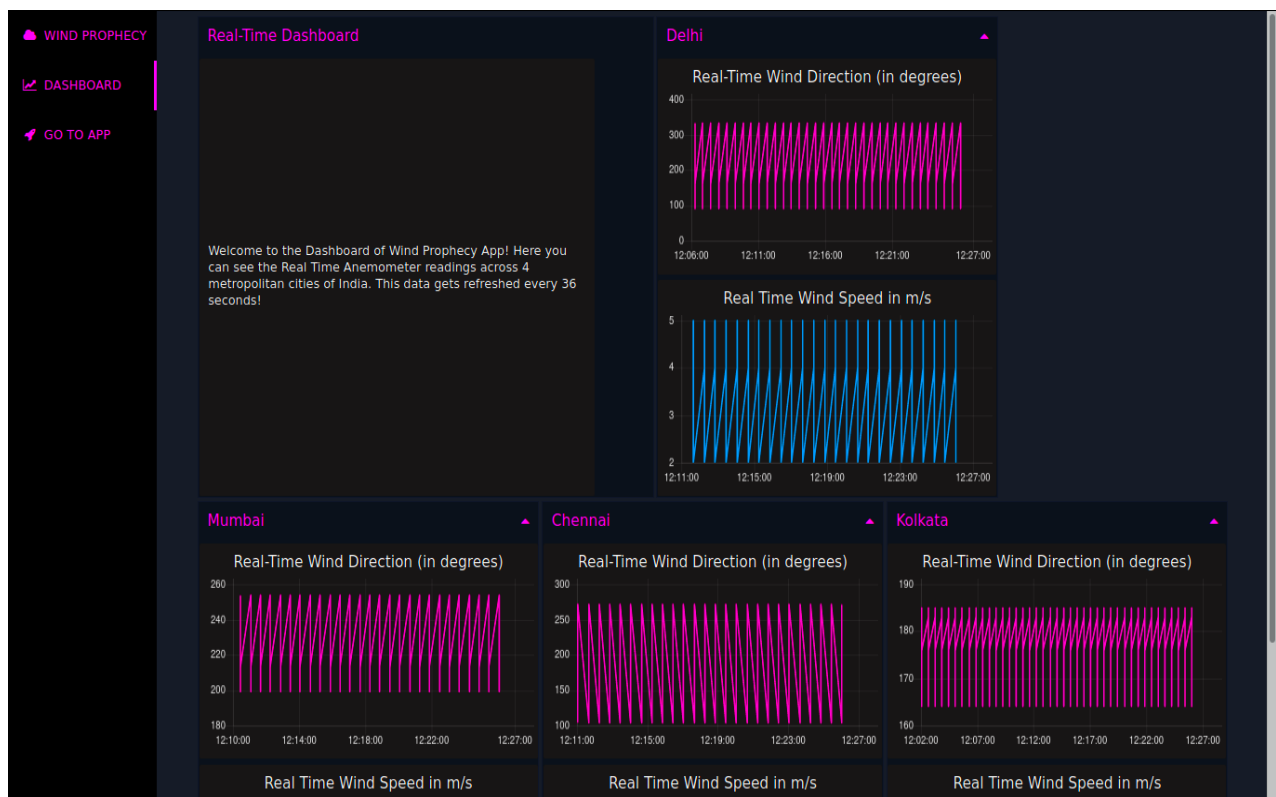 WIND PROPHECY
DASHBOARD
GO TO APP
Real-Time Dashboard
Welcome to the Dashboard of Wind Prophecy App! Here you
can see the Real Time Anemometer readings across 4
metropolitan cities of India. This data gets refreshed every 36
seconds!
Delhi
Real-Time Wind Direction (in degrees)
400
300
200
100
0
12:06:00 12:11:00 12:16:00 12:21:00 12:27:00
Real Time Wind Speed in m/s
5
4
3
2
12:11:00 12:15:00 12:19:00 12:23:00 12:27:00
Mumbai
Real-Time Wind Direction (in degrees)
260
240
220
200
180
12:10:00 12:14:00 12:18:00 12:22:00 12:27:00
Real Time Wind Speed in m/s
Chennai
Real-Time Wind Direction (in degrees)
300
250
200
150
100
12:11:00 12:15:00 12:19:00 12:23:00 12:27:00
Real Time Wind Speed in m/s
Kolkata
Real-Time Wind Direction (in degrees)
190
180
170
160
12:02:00 12:07:00 12:12:00 12:17:00 12:22:00 12:27:00
Real Time Wind Speed in m/s